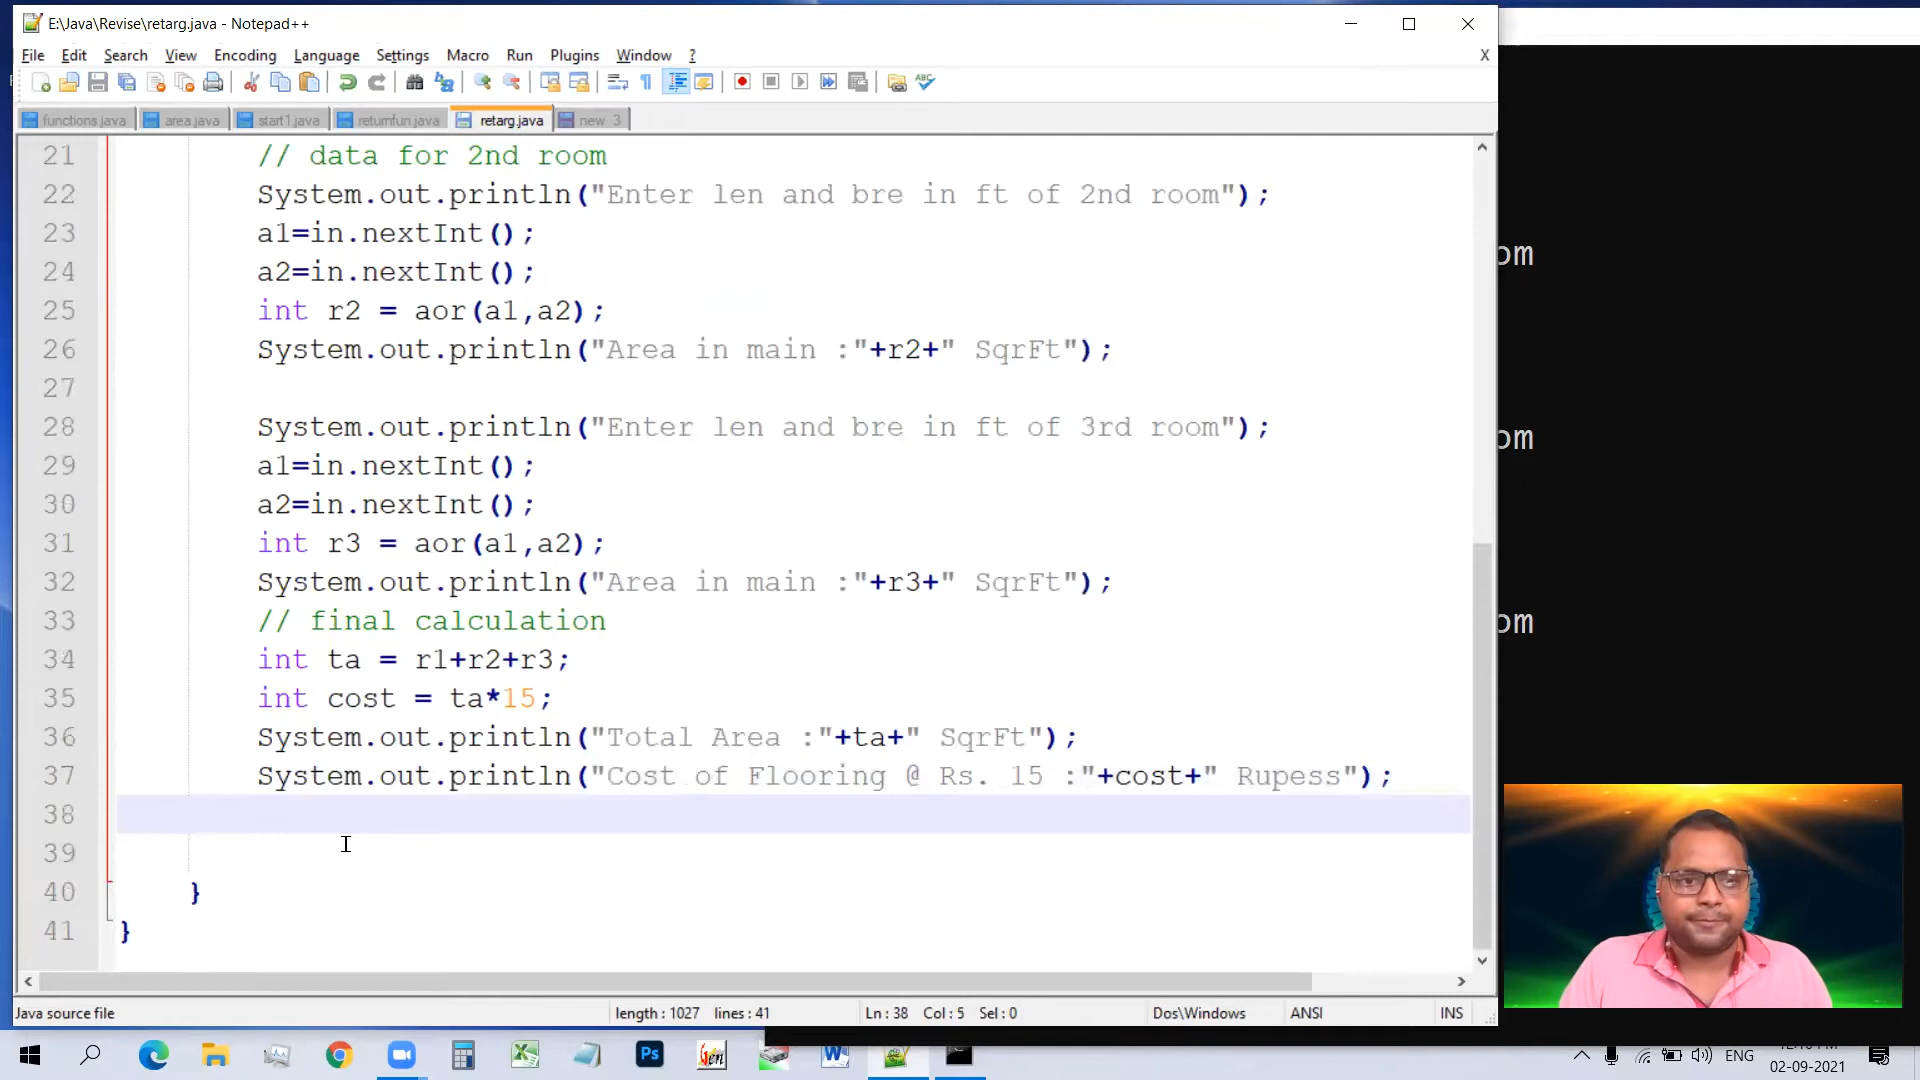 E:\Java\Revise\retarg.java - Notepad++
File Edit Search View Encoding Language Settings Macro Run Plugins Window ? X
functions.java area.java start1.java returnfun.java retarg.java new 3
21 // data for 2nd room
22 System.out.println("Enter len and bre in ft of 2nd room");
23 a1=in.nextInt();
24 a2=in.nextInt();
25 int r2 = aor(a1,a2);
26 System.out.println("Area in main :"+r2+" SqrFt");
27
28 System.out.println("Enter len and bre in ft of 3rd room");
29 a1=in.nextInt();
30 a2=in.nextInt();
31 int r3 = aor(a1,a2);
32 System.out.println("Area in main :"+r3+" SqrFt");
33 // final calculation
34 int ta = r1+r2+r3;
35 int cost = ta*15;
36 System.out.println("Total Area :"+ta+" SqrFt");
37 System.out.println("Cost of Flooring @ Rs. 15 :"+cost+" Rupess");
38
39
40 }
41 }
om
om
om
Java source file length : 1027 lines : 41 Ln : 38 Col : 5 Sel : 0 Dos\Windows ANSI INS
Ps Gen W ENG
02-09-2021